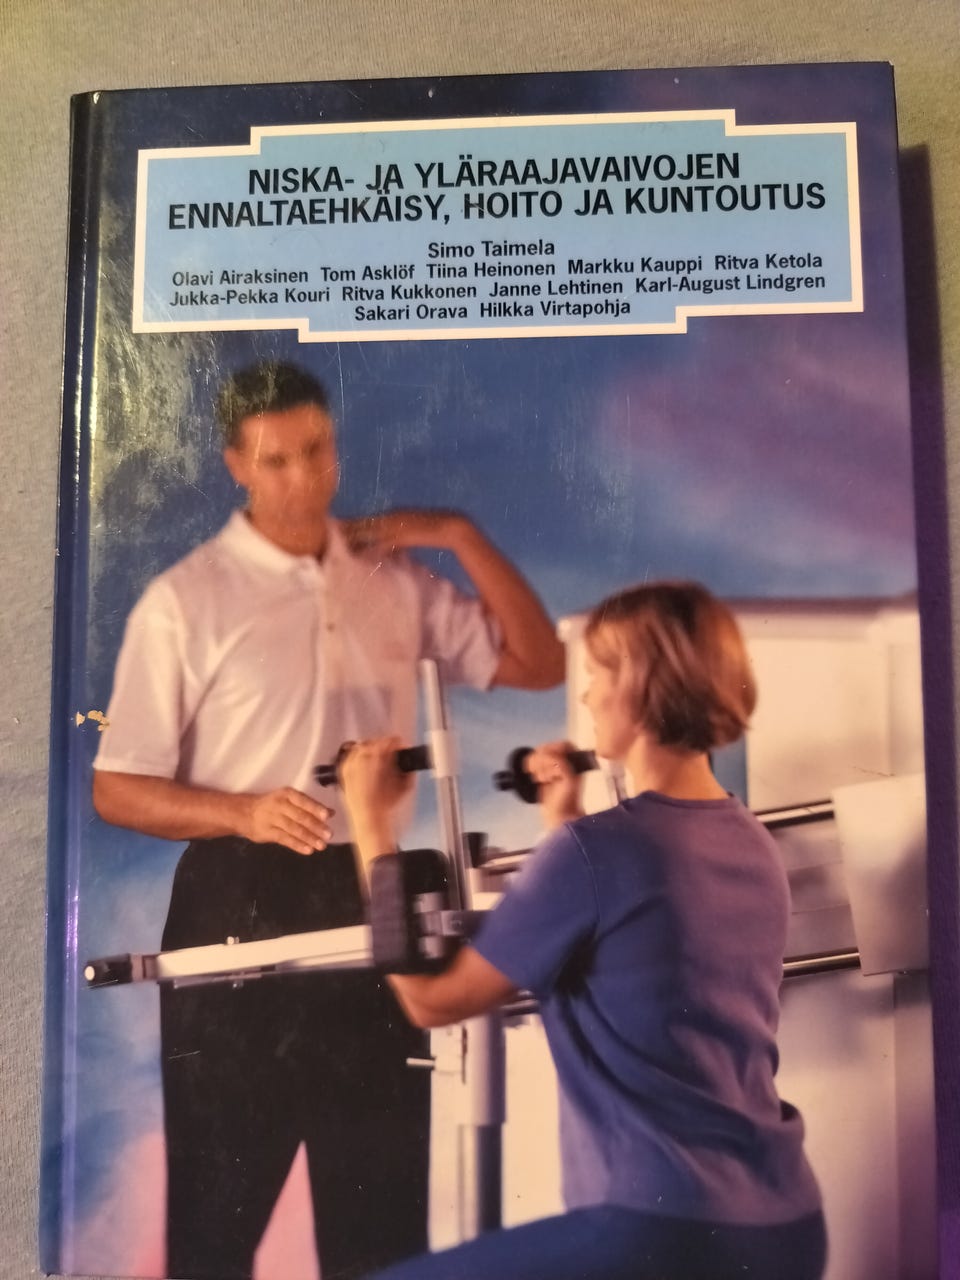 NISKA- JA YLÄRAAJAVAIVOJEN
ENNALTAEHKÄISY, HOITO JA KUNTOUTUS
Simo Taimela
Olavi Airaksinen Tom Asklöf Tiina Heinonen Markku Kauppi Ritva Ketola
Jukka-Pekka Kouri Ritva Kukkonen Janne Lehtinen Karl-August Lindgren
Sakari Orava Hilkka Virtapohja